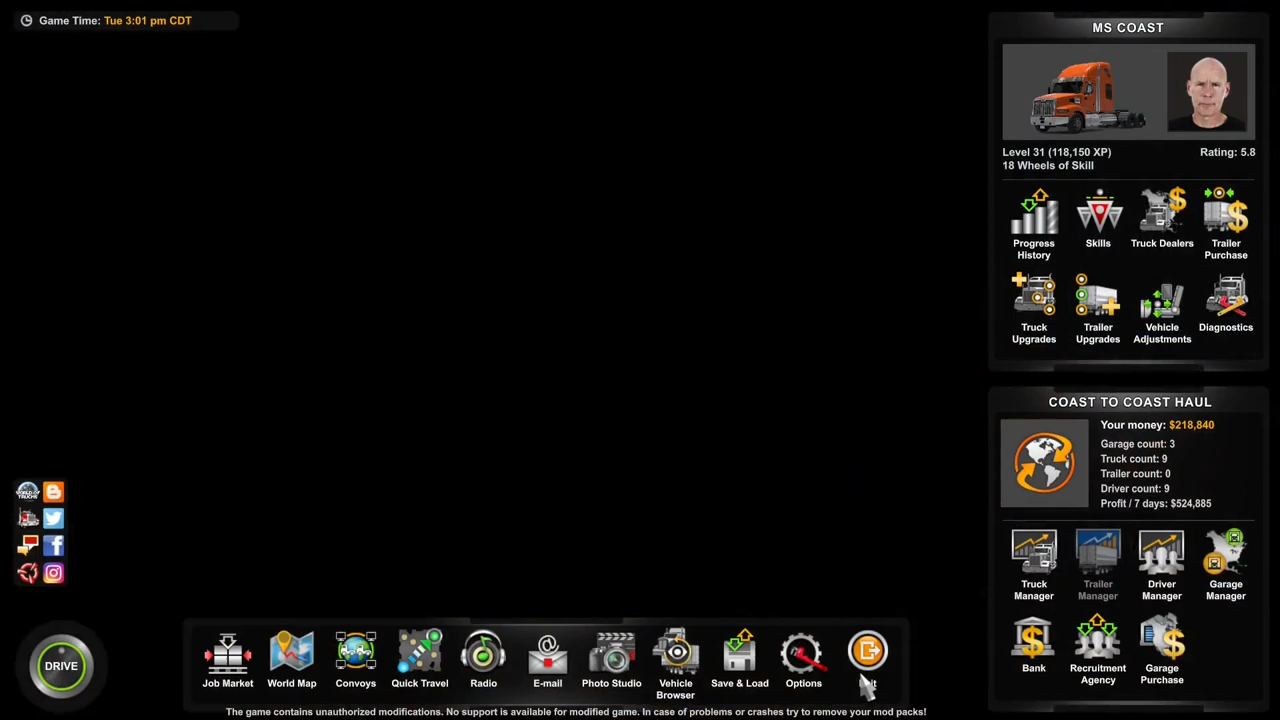 Game Time: Tue 3:01 pm CDT
MS COAST
Level 31 (118,150 XP)
Rating: 5.8
18 Wheels of Skill
Progress History
Skills
Truck Dealers
Trailer Purchase
Truck Upgrades
Trailer Upgrades
Vehicle Adjustments
Diagnostics
COAST TO COAST HAUL
Your money: $218,840
Garage count: 3
Truck count: 9
Trailer count: 0
Driver count: 9
Profit / 7 days: $524,885
Truck Manager
Trailer Manager
Driver Manager
Garage Manager
Bank
Recruitment Agency
Garage Purchase
DRIVE
Job Market
World Map
Convoys
Quick Travel
Radio
E-mail
Photo Studio
Vehicle Browser
Save & Load
Options
The game contains unauthorized modifications. No support is available for modified game. In case of problems or crashes try to remove your mod packs!